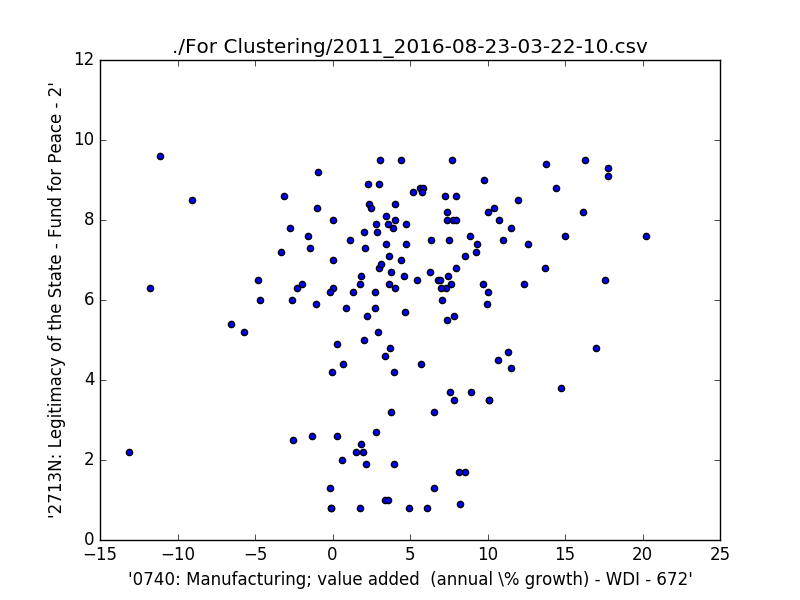 ./For Clustering/2011_2016-08-23-03-22-10.csv
12
10
8
6
4
2
0
'2713N: Legitimacy of the State - Fund for Peace - 2'
−15 −10 −5 0 5 10 15 20 25
'0740: Manufacturing; value added  (annual \% growth) - WDI - 672'